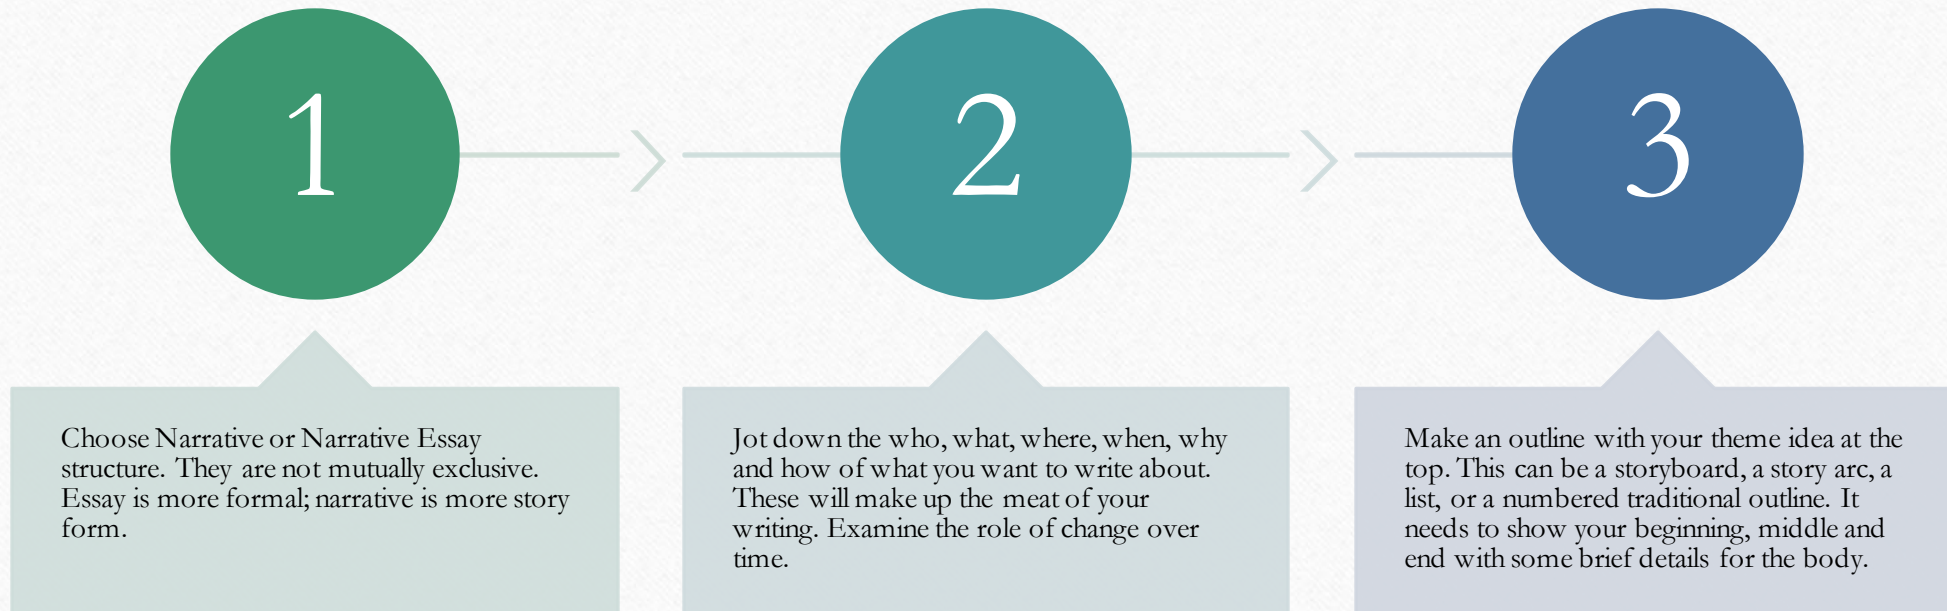 1
Choose Narrative or Narrative Essay
structure. They are not mutually exclusive.
Essay is more formal; narrative is more story
form.
2
Jot down the who, what, where, when, why
and how of what you want to write about.
These will make up the meat of your
writing. Examine the role of change over
time.
3
Make an outline with your theme idea at the
top. This can be a storyboard, a story arc, a
list, or a numbered traditional outline. It
needs to show your beginning, middle and
end with some brief details for the body.